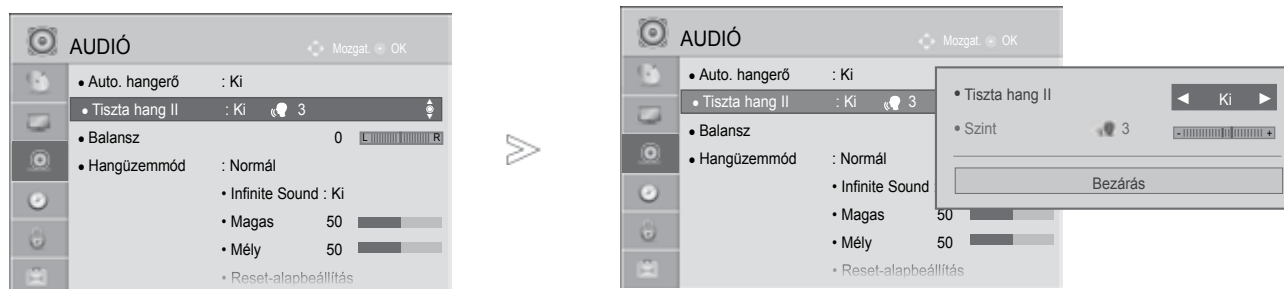 AUDIÓ Mozgat. OK
• Auto. hangerő : Ki
• Tiszta hang II : Ki 3
• Balansz 0 L R
• Hangüzemmód : Normál
• Infinite Sound : Ki
• Magas 50
• Mély 50
• Reset-alapbeállítás
AUDIÓ Mozgat. OK
• Auto. hangerő : Ki
• Tiszta hang II : Ki 3
• Balansz
• Hangüzemmód : Normál
• Infinite Sound :
• Magas 50
• Mély 50
• Reset-alapbeállítás
• Tiszta hang II ◄ Ki ►
• Szint 3 - +
Bezárás